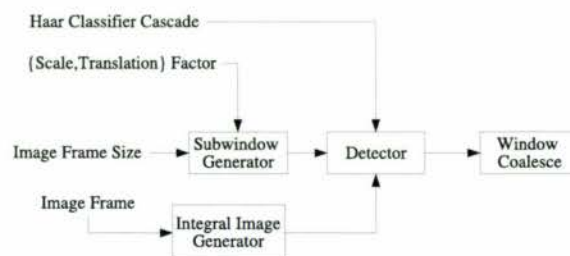 Haar Classifier Cascade
{Scale,Translation} Factor
Image Frame Size
Subwindow
Generator
Detector
Window
Coalesce
Image Frame
Integral Image
Generator